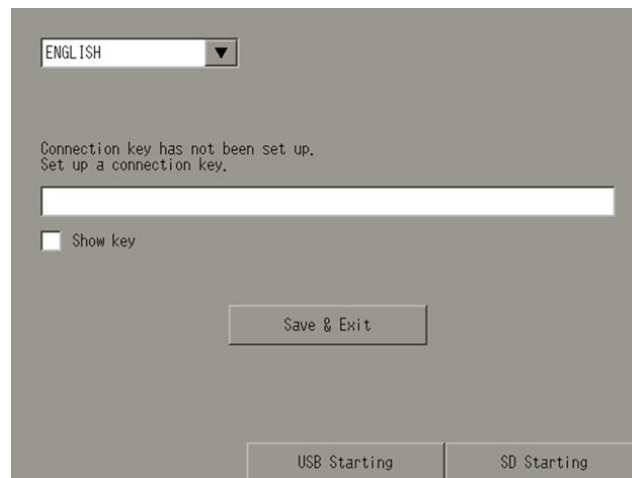 ENGLISH
Connection key has not been set up.
Set up a connection key.
Show key
Save & Exit
USB Starting
SD Starting